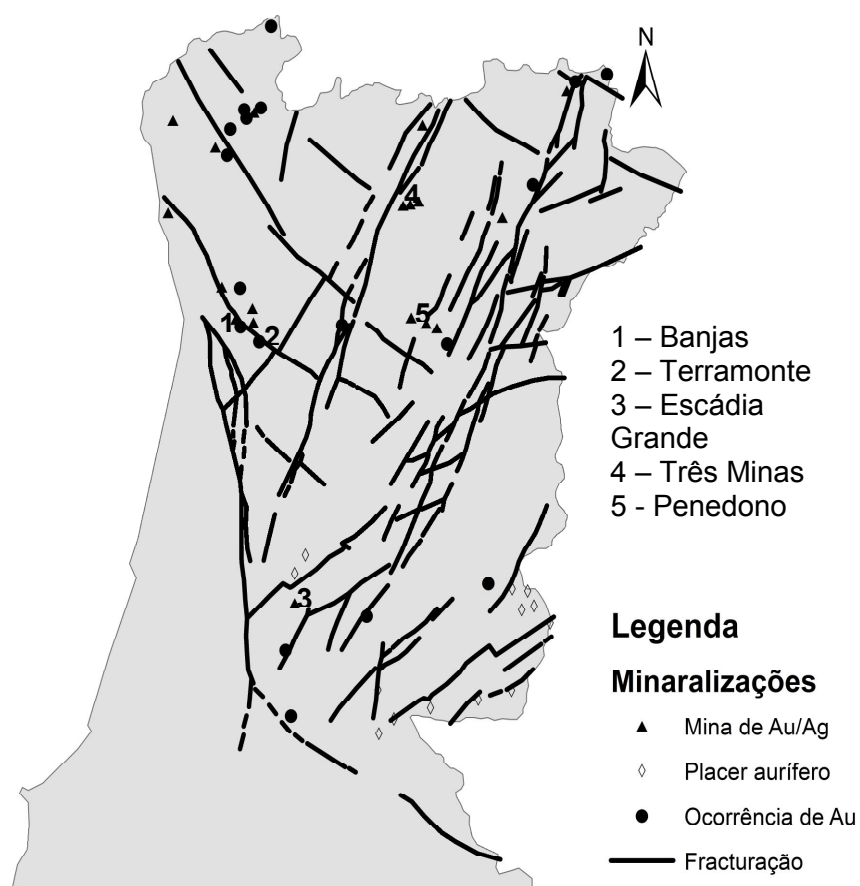 N
4
5
1
2
3
1 – Banjas
2 – Terramonte
3 – Escádia
Grande
4 – Três Minas
5 - Penedono
Legenda
Minaralizações
Mina de Au/Ag
Placer aurífero
Ocorrência de Au
Fracturação